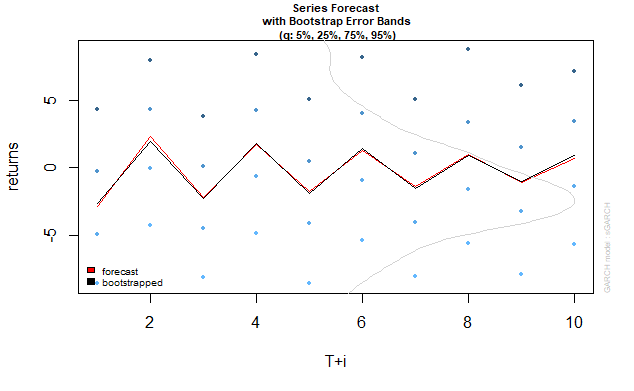 Series Forecast
with Bootstrap Error Bands
(q: 5%, 25%, 75%, 95%)
returns
5
0
-5
forecast
bootstrapped
2
4
6
8
10
T+i
GARCH model : sGARCH